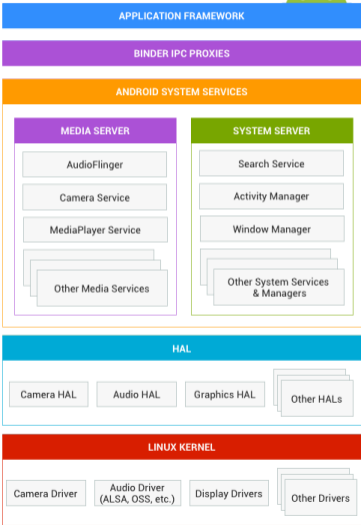 APPLICATION FRAMEWORK
BINDER IPC PROXIES
ANDROID SYSTEM SERVICES
MEDIA SERVER
AudioFlinger
Camera Service
MediaPlayer Service
Other Media Services
SYSTEM SERVER
Search Service
Activity Manager
Window Manager
Other System Services
& Managers
HAL
Camera HAL
Audio HAL
Graphics HAL
Other HALs
LINUX KERNEL
Camera Driver
Audio Driver
(ALSA, OSS, etc.)
Display Drivers
Other Drivers